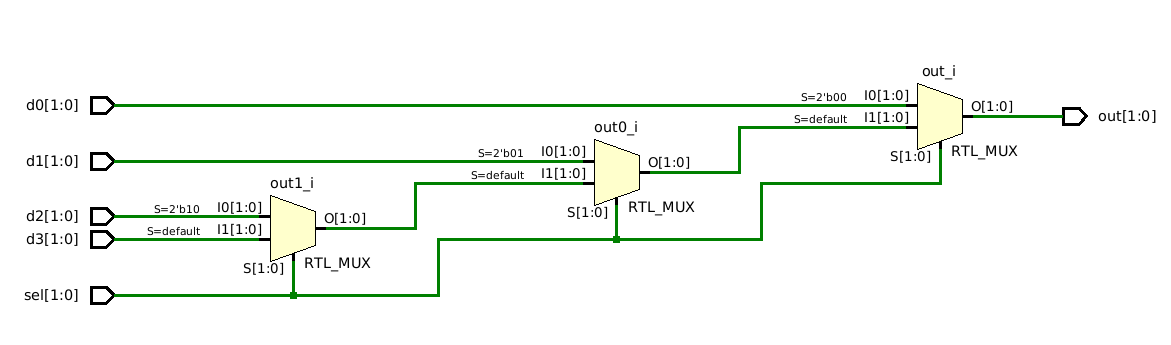 out_i
d0[1:0] S=2'b00 I0[1:0] O[1:0] out[1:0]
S=default I1[1:0]
out0_i
S[1:0] RTL_MUX
d1[1:0] S=2'b01 I0[1:0] O[1:0]
S=default I1[1:0]
out1_i
S[1:0] RTL_MUX
d2[1:0] S=2'b10 I0[1:0] O[1:0]
d3[1:0] S=default I1[1:0]
S[1:0] RTL_MUX
sel[1:0]